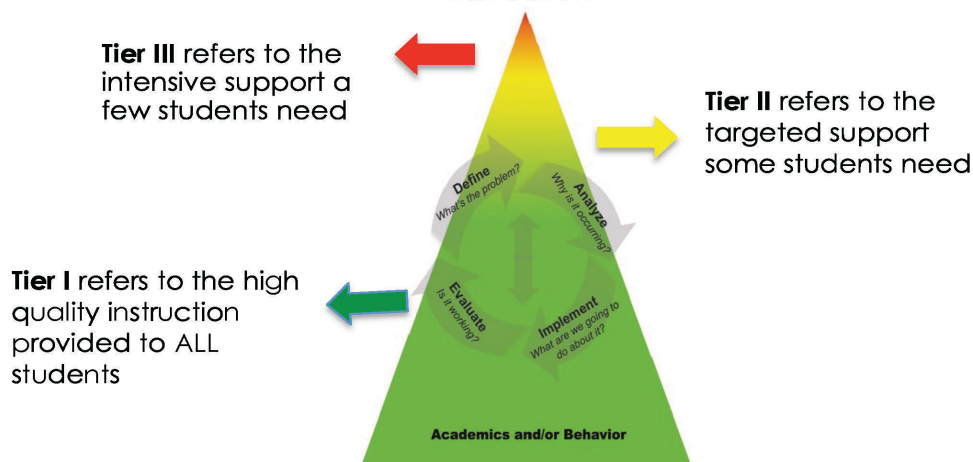 Tier III refers to the
intensive support a
few students need
Tier II refers to the
targeted support
some students need
Define
What's the problem?
Analyze
Why is it occurring?
Tier I refers to the high
quality instruction
provided to ALL
students
Evaluate
Is it working?
Implement
What are we going to
do about it?
Academics and/or Behavior